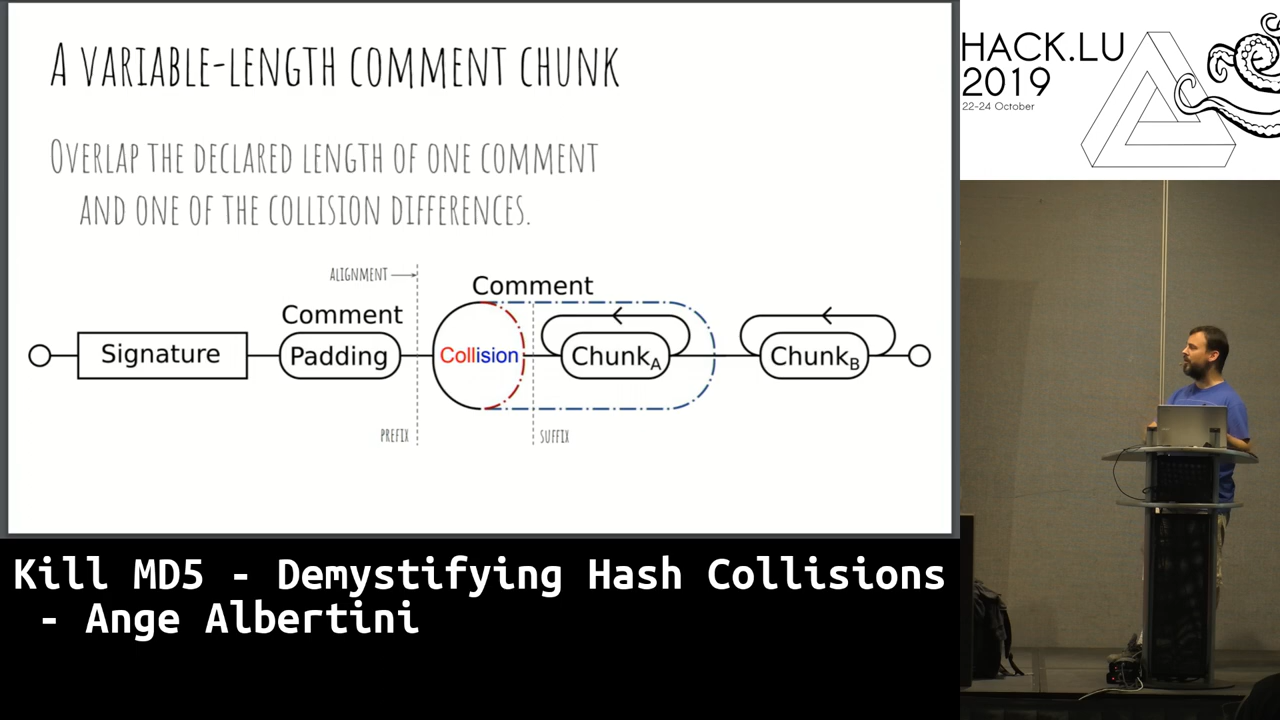 A VARIABLE-LENGTH COMMENT CHUNK
OVERLAP THE DECLARED LENGTH OF ONE COMMENT
AND ONE OF THE COLLISION DIFFERENCES.
ALIGNMENT
Comment
Comment
Signature
Padding
Collision
ChunkA
ChunkB
PREFIX
SUFFIX
HACK.LU
2019
22-24 October
Kill MD5 - Demystifying Hash Collisions
- Ange Albertini